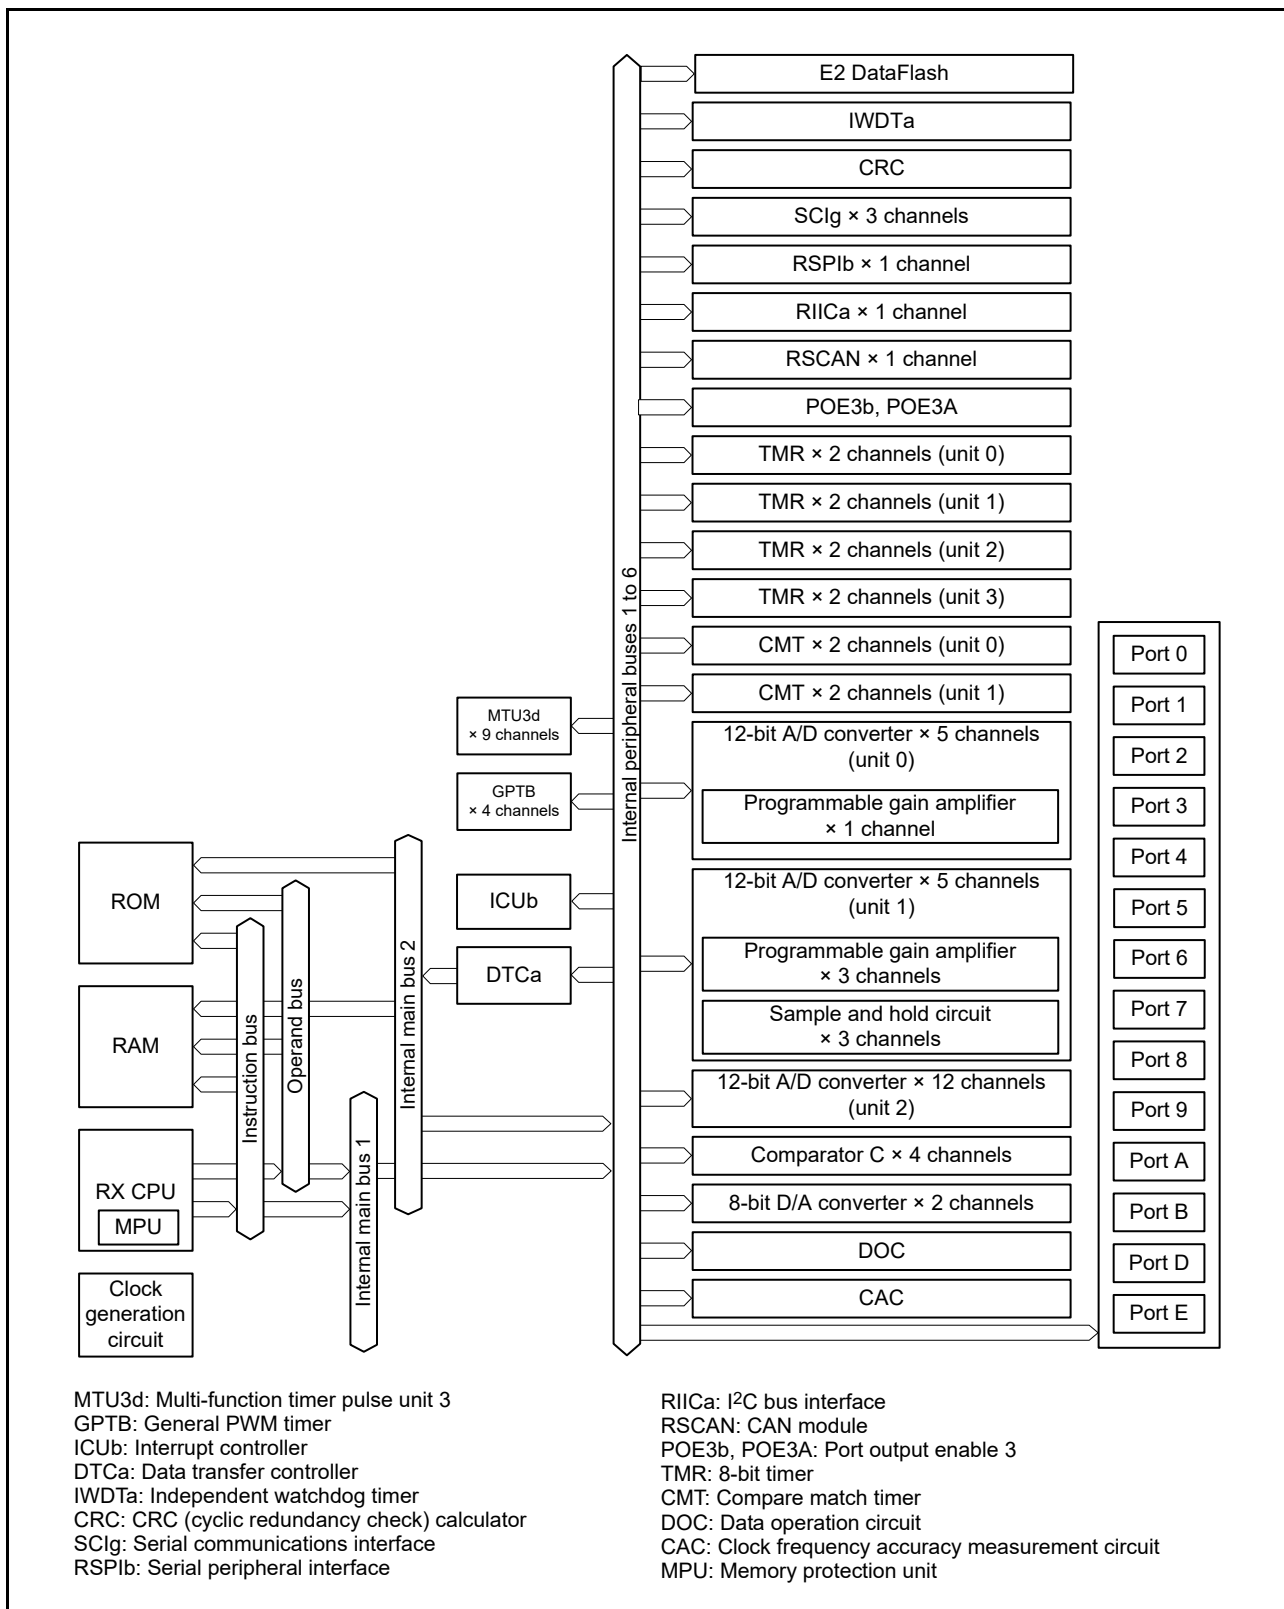 E2 DataFlash
IWDTa
CRC
SCIg × 3 channels
RSPIb × 1 channel
RIICa × 1 channel
RSCAN × 1 channel
POE3b, POE3A
TMR × 2 channels (unit 0)
TMR × 2 channels (unit 1)
TMR × 2 channels (unit 2)
TMR × 2 channels (unit 3)
CMT × 2 channels (unit 0)
CMT × 2 channels (unit 1)
12-bit A/D converter × 5 channels
(unit 0)
Programmable gain amplifier
× 1 channel
12-bit A/D converter × 5 channels
(unit 1)
Programmable gain amplifier
× 3 channels
Sample and hold circuit
× 3 channels
12-bit A/D converter × 12 channels
(unit 2)
Comparator C × 4 channels
8-bit D/A converter × 2 channels
DOC
CAC
Port 0
Port 1
Port 2
Port 3
Port 4
Port 5
Port 6
Port 7
Port 8
Port 9
Port A
Port B
Port D
Port E
Internal peripheral buses 1 to 6
MTU3d
× 9 channels
GPTB
× 4 channels
ICUb
DTCa
Internal main bus 2
Internal main bus 1
Operand bus
Instruction bus
ROM
RAM
RX CPU
MPU
Clock
generation
circuit
MTU3d: Multi-function timer pulse unit 3
GPTB: General PWM timer
ICUb: Interrupt controller
DTCa: Data transfer controller
IWDTa: Independent watchdog timer
CRC: CRC (cyclic redundancy check) calculator
SCIg: Serial communications interface
RSPIb: Serial peripheral interface
RIICa: I2C bus interface
RSCAN: CAN module
POE3b, POE3A: Port output enable 3
TMR: 8-bit timer
CMT: Compare match timer
DOC: Data operation circuit
CAC: Clock frequency accuracy measurement circuit
MPU: Memory protection unit